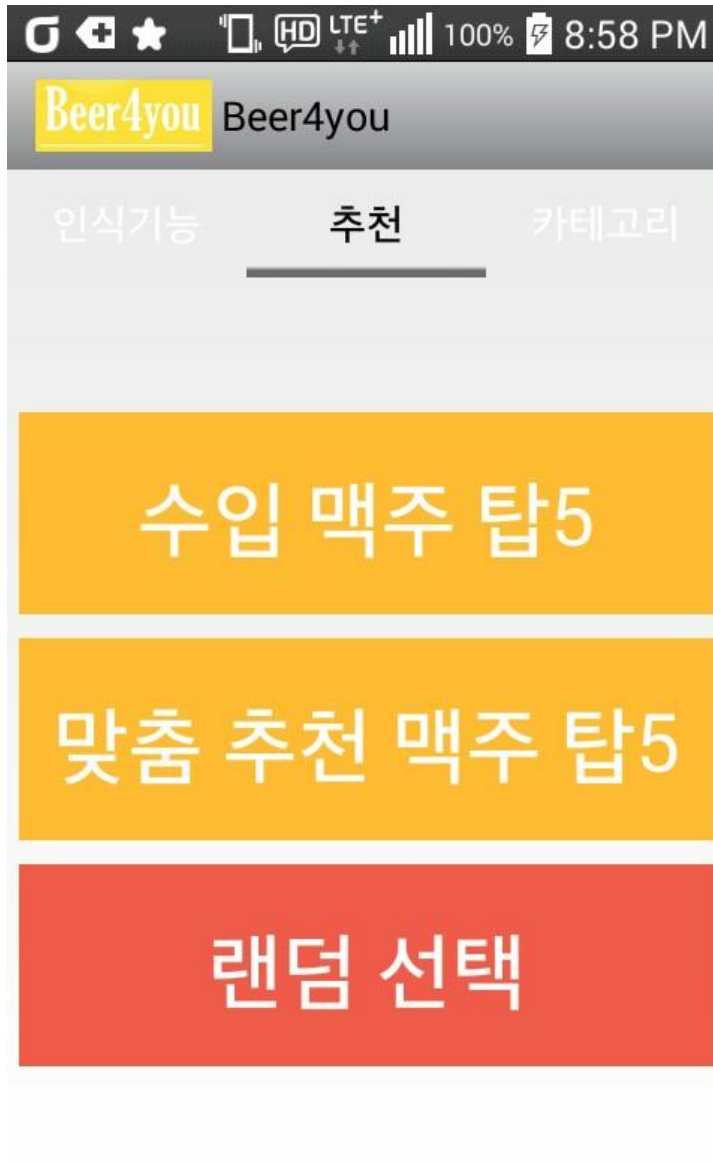 HD LTE+ 100% 8:58 PM
Beer4you Beer4you
인식기능 추천 카테고리
수입 맥주 탑5
맞춤 추천 맥주 탑5
랜덤 선택